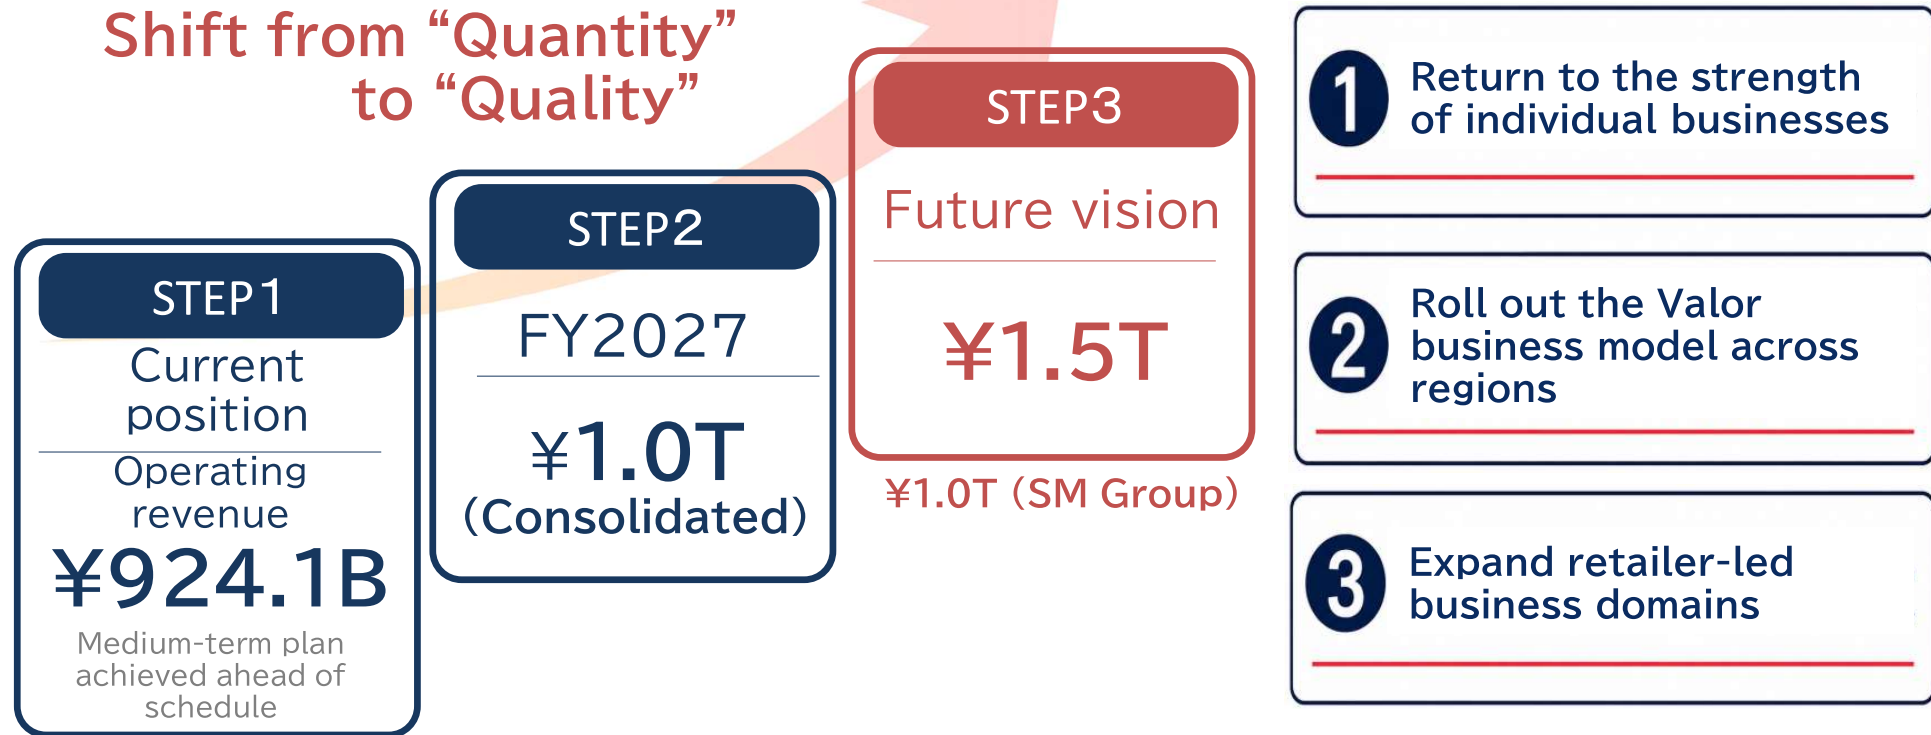 Shift from “Quantity”
to “Quality”
STEP1
Current
position
Operating
revenue
¥924.1B
Medium-term plan
achieved ahead of
schedule
STEP2
FY2027
¥1.0T
(Consolidated)
STEP3
Future vision
¥1.5T
¥1.0T (SM Group)
1
Return to the strength
of individual businesses
2
Roll out the Valor
business model across
regions
3
Expand retailer-led
business domains